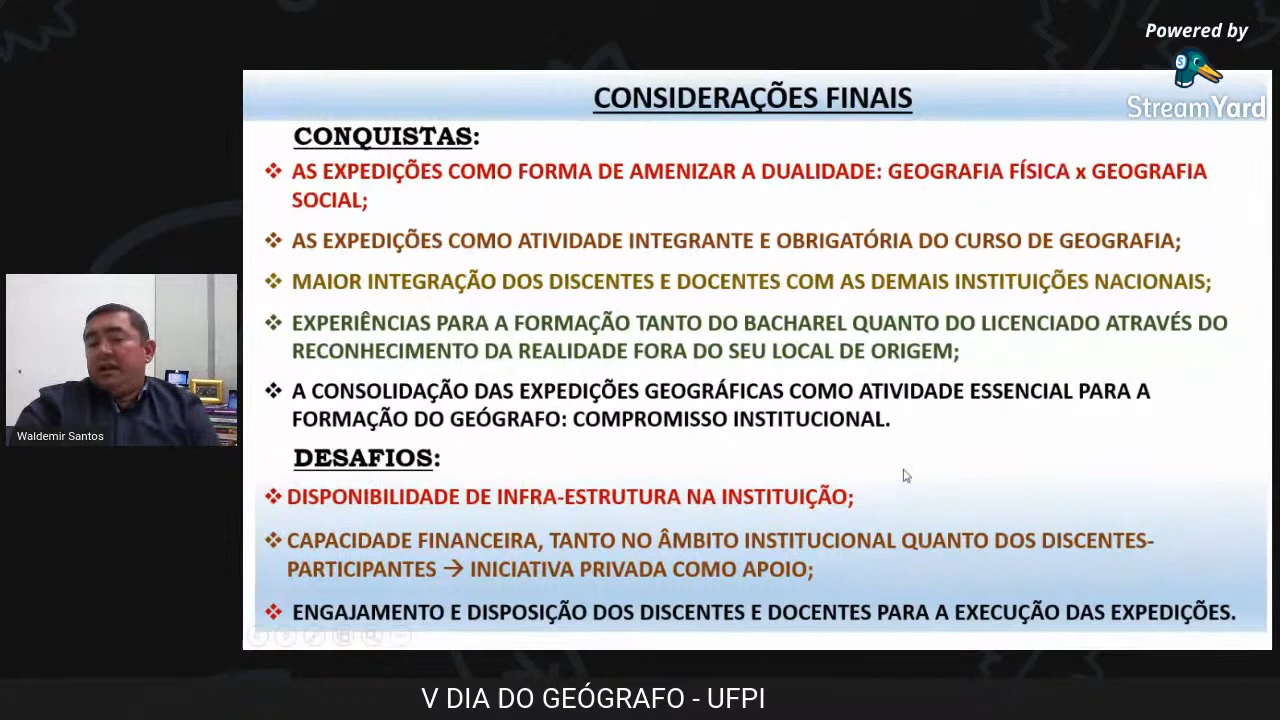 Powered by
StreamYard
CONSIDERAÇÕES FINAIS
CONQUISTAS:
❖ AS EXPEDIÇÕES COMO FORMA DE AMENIZAR A DUALIDADE: GEOGRAFIA FÍSICA x GEOGRAFIA
SOCIAL;
❖ AS EXPEDIÇÕES COMO ATIVIDADE INTEGRANTE E OBRIGATÓRIA DO CURSO DE GEOGRAFIA;
❖ MAIOR INTEGRAÇÃO DOS DISCENTES E DOCENTES COM AS DEMAIS INSTITUIÇÕES NACIONAIS;
❖ EXPERIÊNCIAS PARA A FORMAÇÃO TANTO DO BACHAREL QUANTO DO LICENCIADO ATRAVÉS DO
RECONHECIMENTO DA REALIDADE FORA DO SEU LOCAL DE ORIGEM;
❖ A CONSOLIDAÇÃO DAS EXPEDIÇÕES GEOGRÁFICAS COMO ATIVIDADE ESSENCIAL PARA A
FORMAÇÃO DO GEÓGRAFO: COMPROMISSO INSTITUCIONAL.
DESAFIOS:
❖ DISPONIBILIDADE DE INFRA-ESTRUTURA NA INSTITUIÇÃO;
❖ CAPACIDADE FINANCEIRA, TANTO NO ÂMBITO INSTITUCIONAL QUANTO DOS DISCENTES-
PARTICIPANTES → INICIATIVA PRIVADA COMO APOIO;
❖ ENGAJAMENTO E DISPOSIÇÃO DOS DISCENTES E DOCENTES PARA A EXECUÇÃO DAS EXPEDIÇÕES.
Waldemir Santos
V DIA DO GEÓGRAFO - UFPI